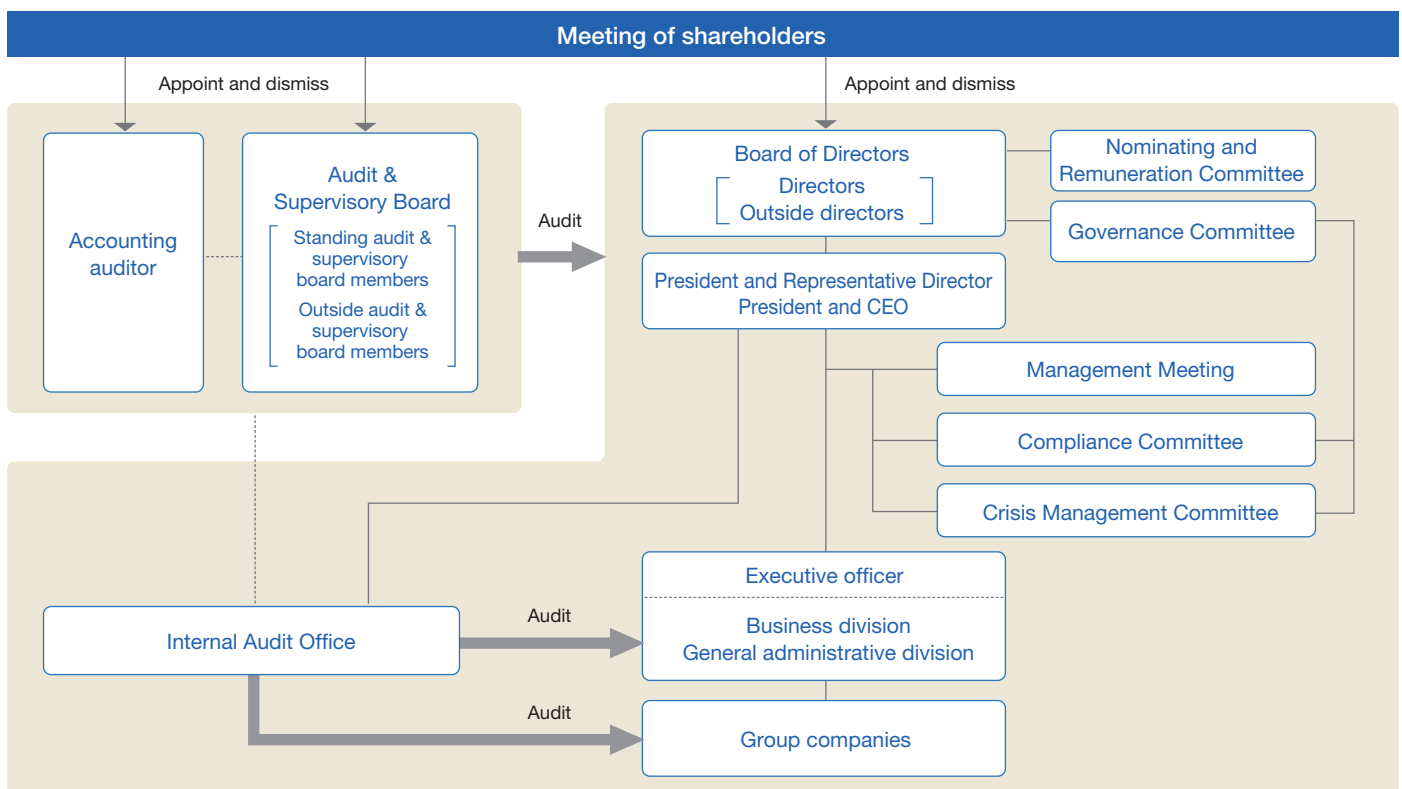 Meeting of shareholders
Appoint and dismiss
Appoint and dismiss
Accounting
auditor
Audit &
Supervisory Board
Standing audit &
supervisory
board members
Outside audit &
supervisory
board members
Audit
Board of Directors
Directors
Outside directors
Nominating and
Remuneration Committee
Governance Committee
President and Representative Director
President and CEO
Management Meeting
Compliance Committee
Crisis Management Committee
Executive officer
Business division
General administrative division
Internal Audit Office
Audit
Audit
Group companies